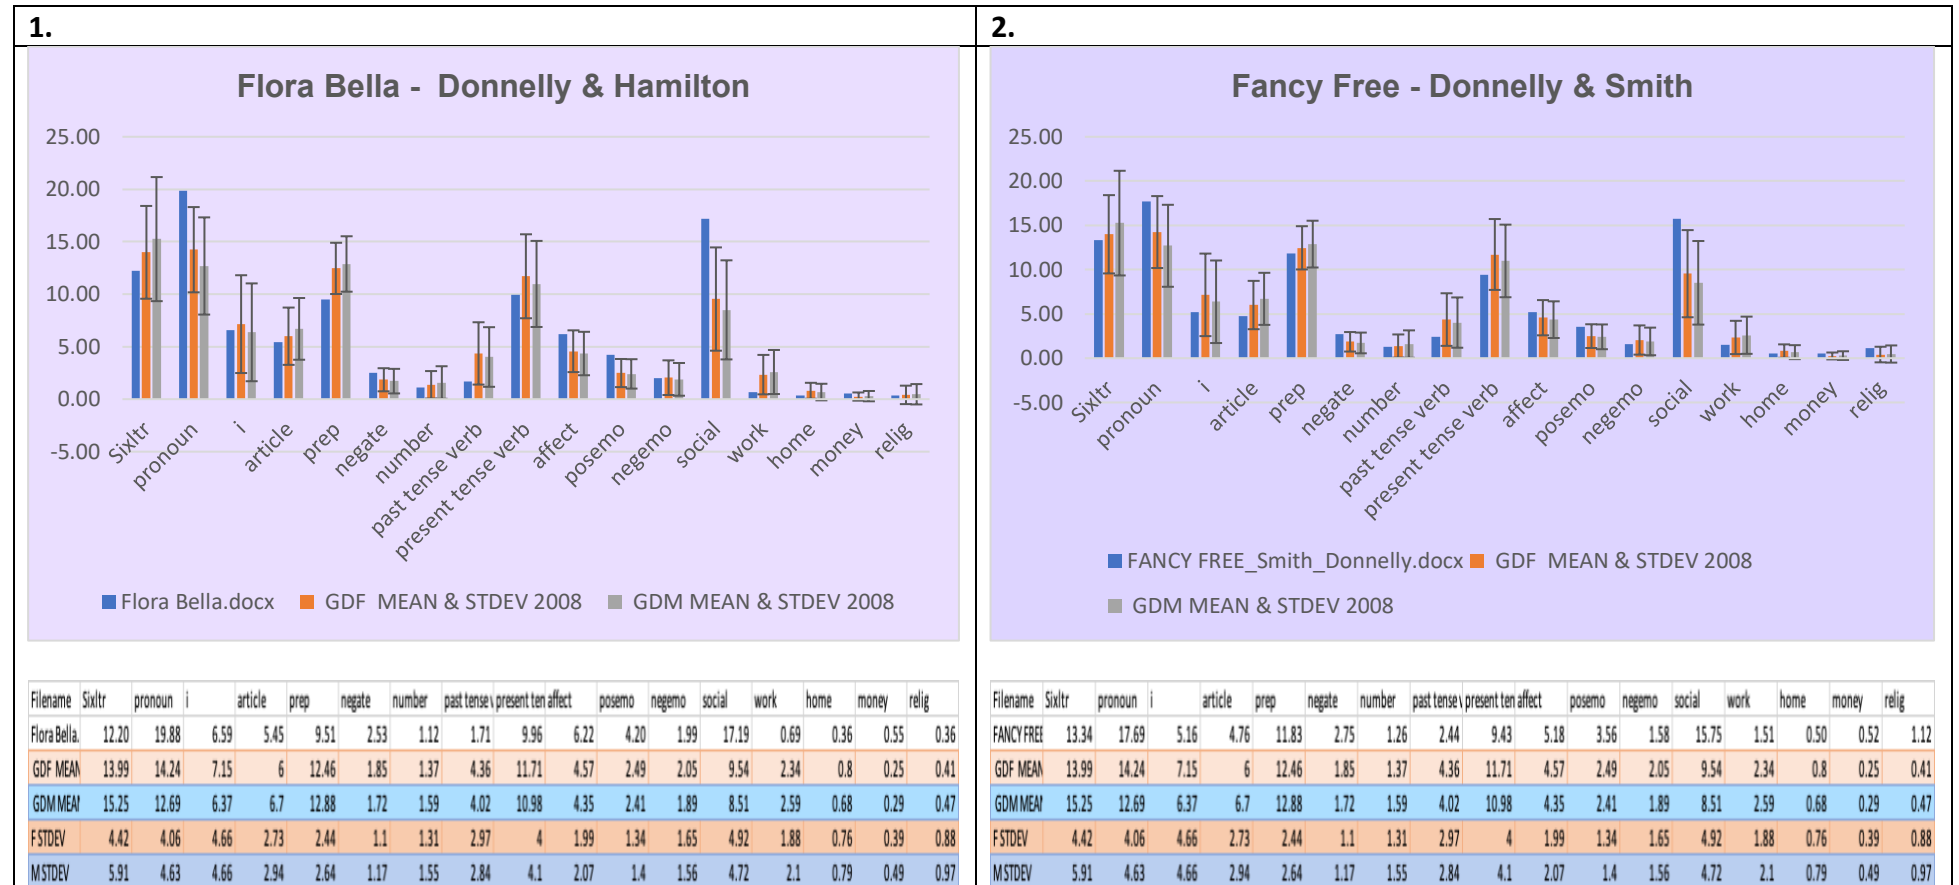 1.
Flora Bella - Donnelly & Hamilton
25.00
20.00
15.00
10.00
5.00
0.00
-5.00
Sixltr
pronoun
i
article
prep
negate
number
past tense verb
present tense verb
affect
posemo
negemo
social
work
home
money
relig
Flora Bella.docx GDF MEAN & STDEV 2008 GDM MEAN & STDEV 2008
Filename Sixltr pronoun i article prep negate number past tense v present ten affect posemo negemo social work home money relig
Flora Bella. 12.20 19.88 6.59 5.45 9.51 2.53 1.12 1.71 9.96 6.22 4.20 1.99 17.19 0.69 0.36 0.55 0.36
GDF MEAN 13.99 14.24 7.15 6 12.46 1.85 1.37 4.36 11.71 4.57 2.49 2.05 9.54 2.34 0.8 0.25 0.41
GDM MEAN 15.25 12.69 6.37 6.7 12.88 1.72 1.59 4.02 10.98 4.35 2.41 1.89 8.51 2.59 0.68 0.29 0.47
F STDEV 4.42 4.06 4.66 2.73 2.44 1.1 1.31 2.97 4 1.99 1.34 1.65 4.92 1.88 0.76 0.39 0.88
M STDEV 5.91 4.63 4.66 2.94 2.64 1.17 1.55 2.84 4.1 2.07 1.4 1.56 4.72 2.1 0.79 0.49 0.97
2.
Fancy Free - Donnelly & Smith
25.00
20.00
15.00
10.00
5.00
0.00
-5.00
Sixltr
pronoun
i
article
prep
negate
number
past tense verb
present tense verb
affect
posemo
negemo
social
work
home
money
relig
FANCY FREE_Smith_Donnelly.docx GDF MEAN & STDEV 2008
GDM MEAN & STDEV 2008
Filename Sixltr pronoun i article prep negate number past tense v present ten affect posemo negemo social work home money relig
FANCY FREE 13.34 17.69 5.16 4.76 11.83 2.75 1.26 2.44 9.43 5.18 3.56 1.58 15.75 1.51 0.50 0.52 1.12
GDF MEAN 13.99 14.24 7.15 6 12.46 1.85 1.37 4.36 11.71 4.57 2.49 2.05 9.54 2.34 0.8 0.25 0.41
GDM MEAN 15.25 12.69 6.37 6.7 12.88 1.72 1.59 4.02 10.98 4.35 2.41 1.89 8.51 2.59 0.68 0.29 0.47
F STDEV 4.42 4.06 4.66 2.73 2.44 1.1 1.31 2.97 4 1.99 1.34 1.65 4.92 1.88 0.76 0.39 0.88
M STDEV 5.91 4.63 4.66 2.94 2.64 1.17 1.55 2.84 4.1 2.07 1.4 1.56 4.72 2.1 0.79 0.49 0.97